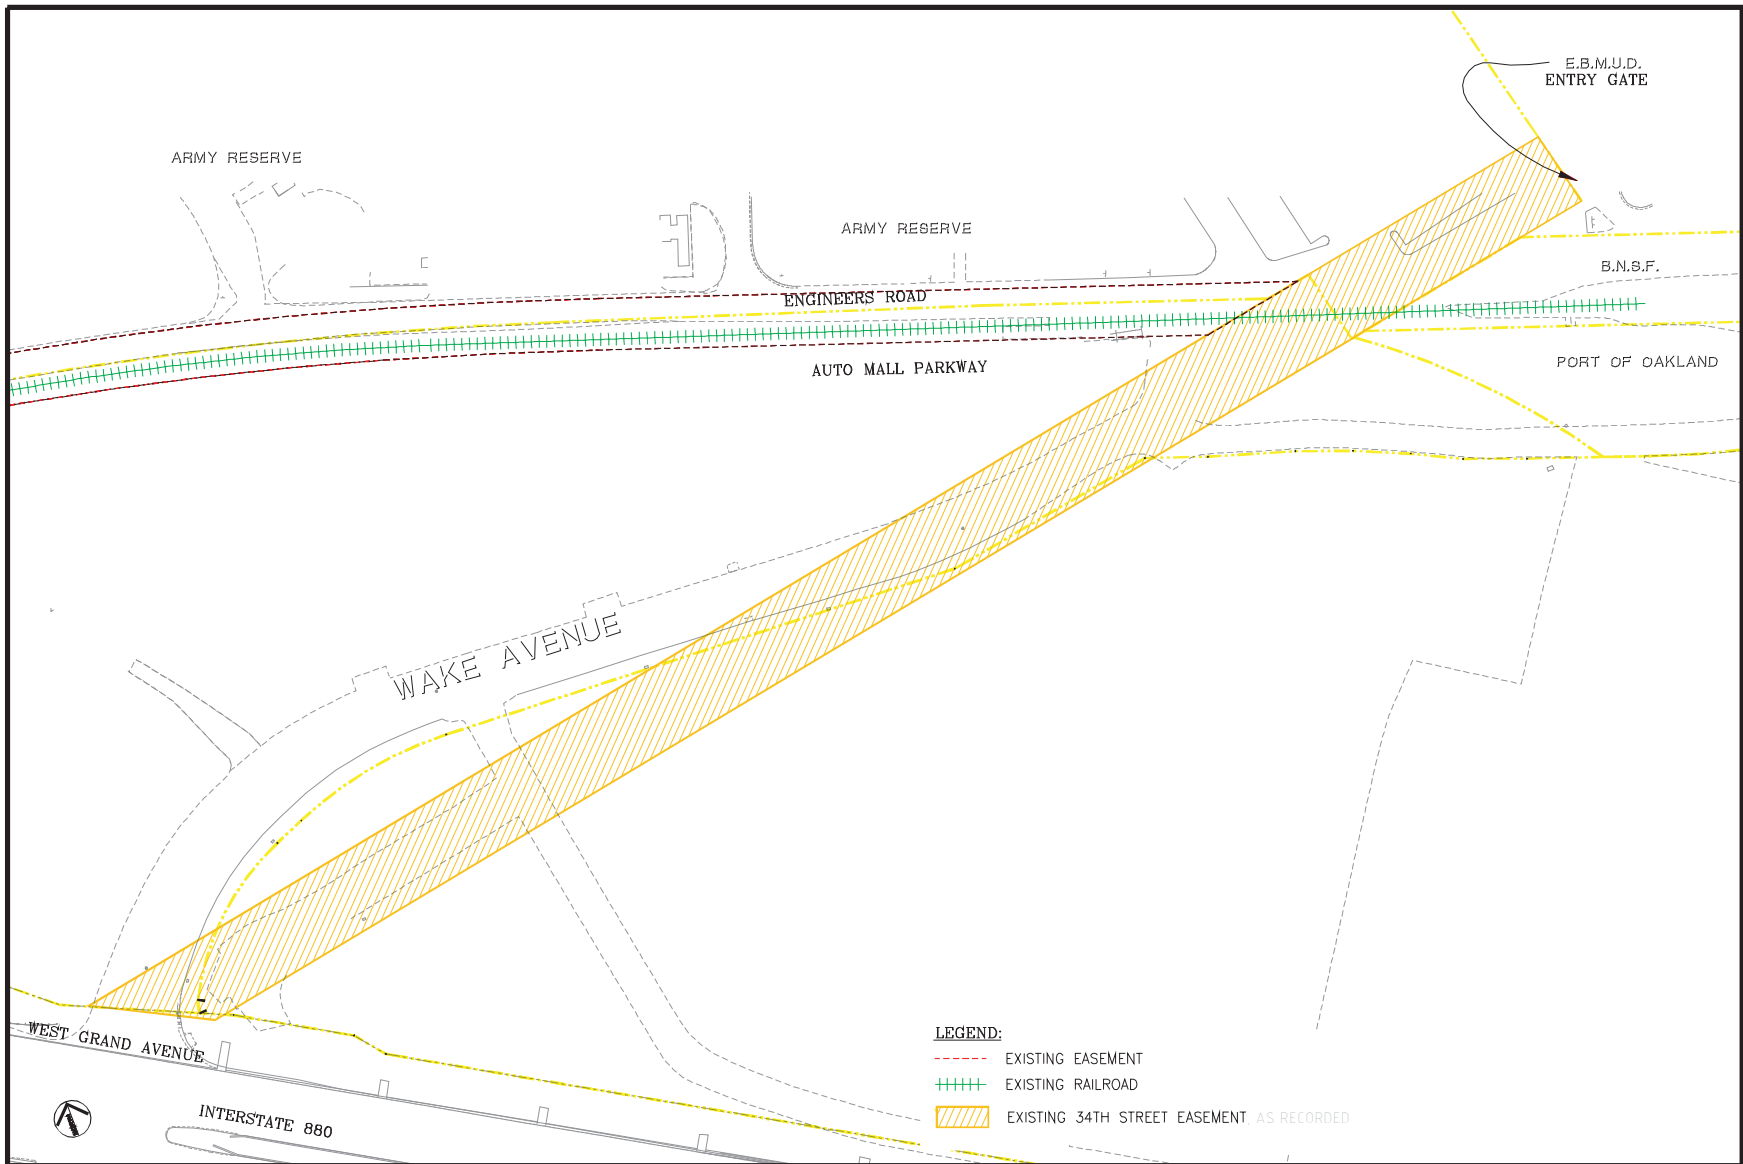 E.B.M.U.D.
ENTRY GATE
ARMY RESERVE
ARMY RESERVE
B.N.S.F.
ENGINEERS ROAD
PORT OF OAKLAND
AUTO MALL PARKWAY
WAKE AVENUE
WEST GRAND AVENUE
INTERSTATE 880
LEGEND:
EXISTING EASEMENT
EXISTING RAILROAD
EXISTING 34TH STREET EASEMENT, AS RECORDED